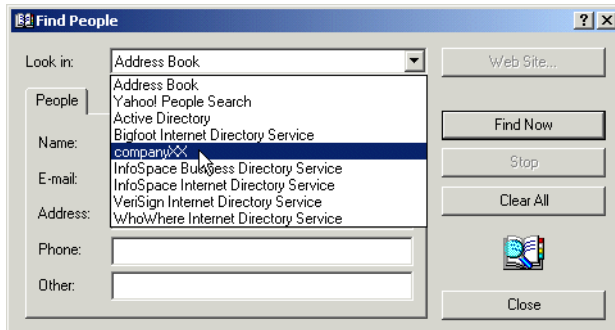 Find People
Look in:
Address Book
Web Site...
Address Book
Yahoo! People Search
Active Directory
Bigfoot Internet Directory Service
companyXX
InfoSpace Business Directory Service
InfoSpace Internet Directory Service
VeriSign Internet Directory Service
WhoWhere Internet Directory Service
People
Name:
E-mail:
Address:
Phone:
Other:
Find Now
Stop
Clear All
Close